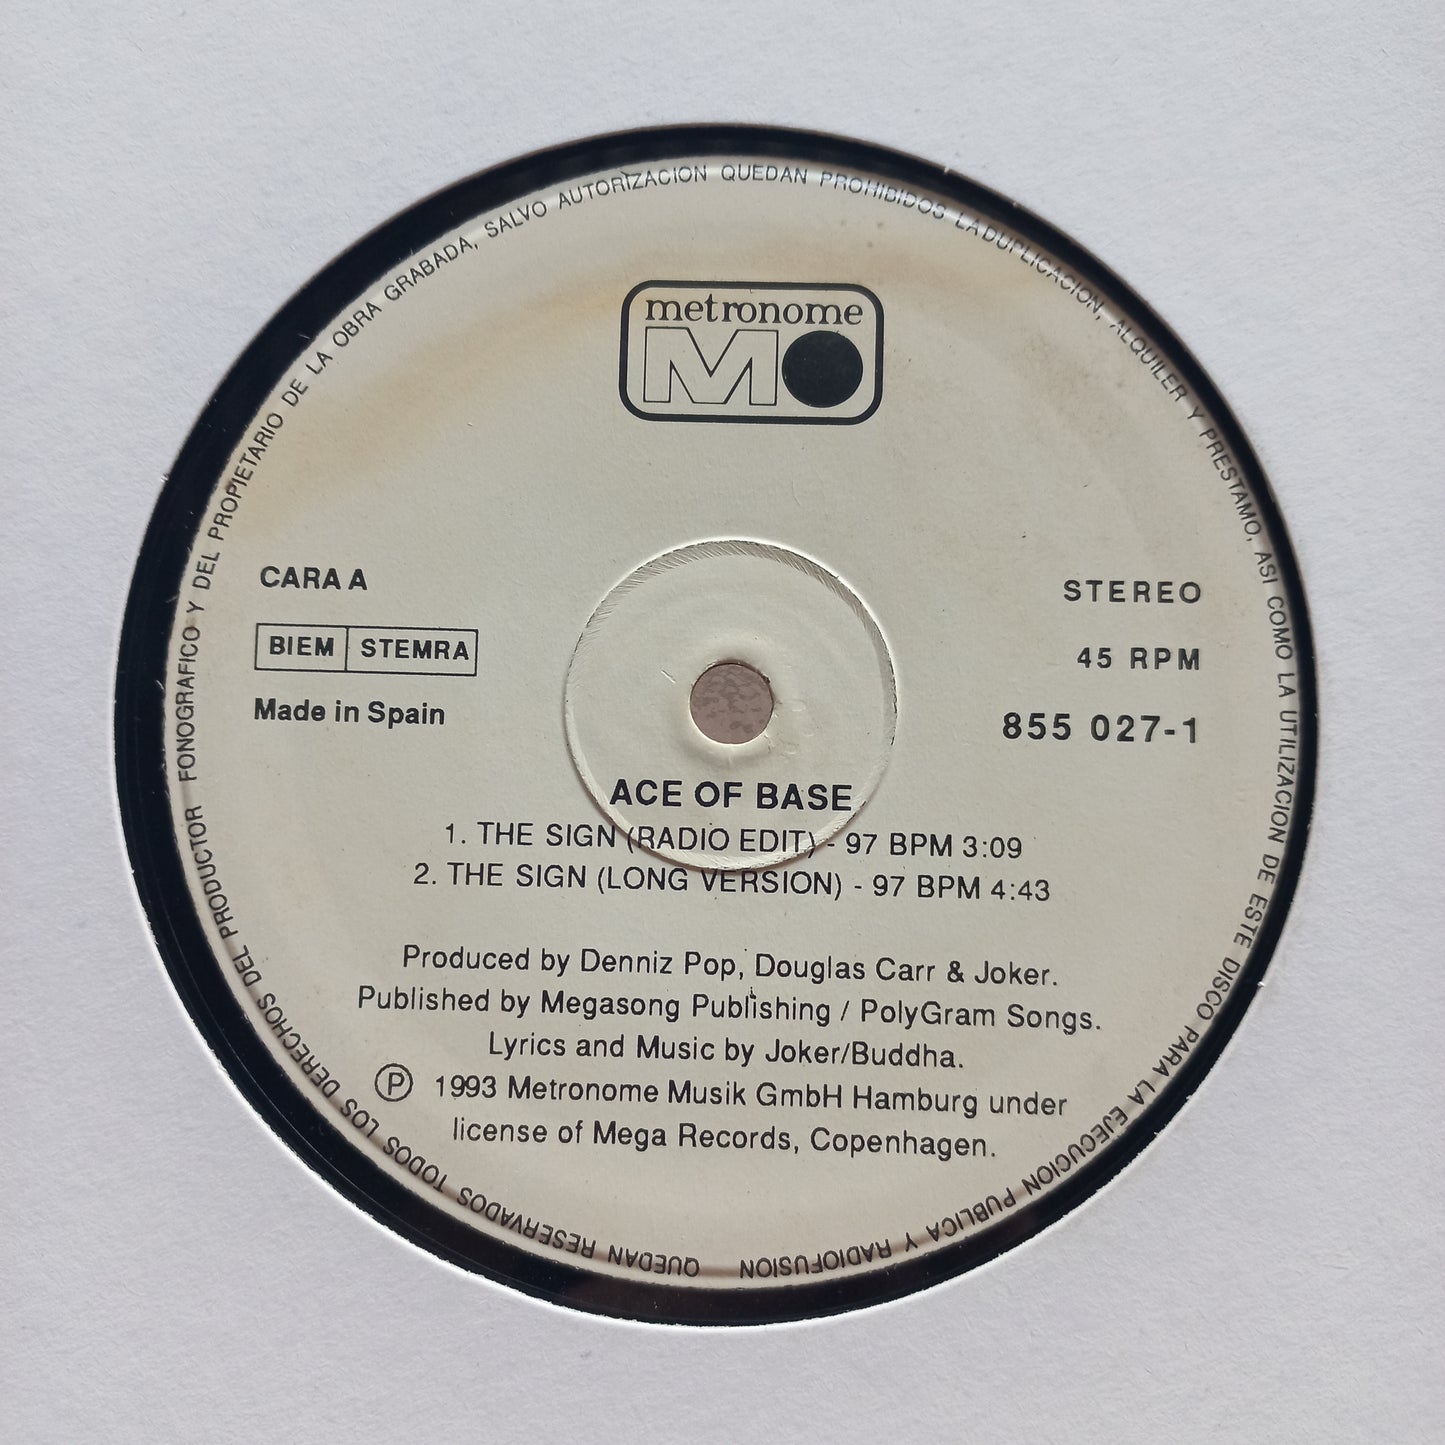 QUEDAN RESERVADOS TODOS LOS DERECHOS DEL PRODUCTOR FONOGRAFICO Y DEL PROPIETARIO DE LA OBRA GRABADA, SALVO AUTORIZACION QUEDAN PROHIBIDOS LA DUPLICACION, ALQUILER Y PRESTAMO, ASI COMO LA UTILIZACION DE ESTE DISCO PARA LA EJECUCION PUBLICA Y RADIOFUSION
metronome
MO
CARA A
STEREO
BIEM STEMRA
45 RPM
Made in Spain
855 027-1
ACE OF BASE
1. THE SIGN (RADIO EDIT) - 97 BPM 3:09
2. THE SIGN (LONG VERSION) - 97 BPM 4:43
Produced by Denniz Pop, Douglas Carr & Joker.
Published by Megasong Publishing / PolyGram Songs.
Lyrics and Music by Joker/Buddha.
Ⓟ 1993 Metronome Musik GmbH Hamburg under
license of Mega Records, Copenhagen.